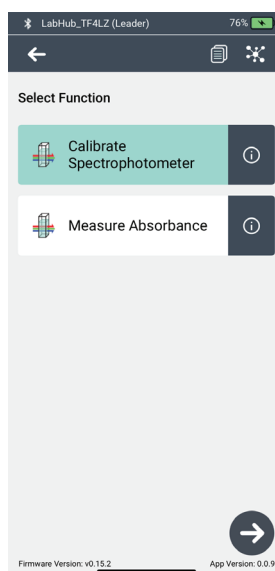 LabHub_TF4LZ (Leader) 76%
Select Function
Calibrate
Spectrophotometer
Measure Absorbance
Firmware Version: v0.15.2 App Version: 0.0.9